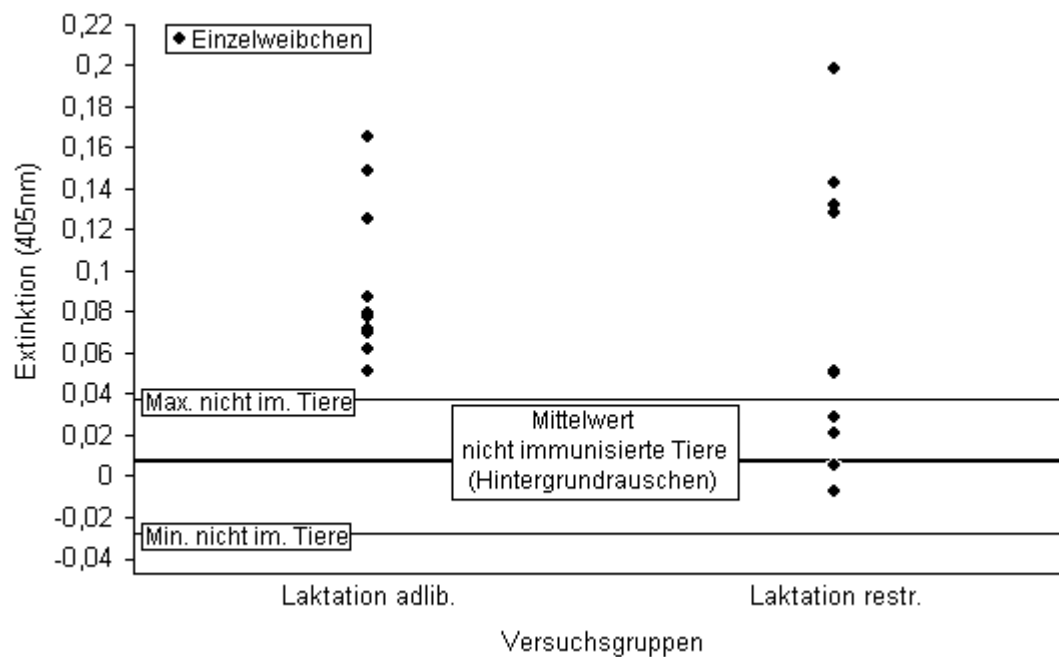 0,22
0,2
0,18
0,16
0,14
0,12
0,1
0,08
0,06
0,04
0,02
0
-0,02
-0,04
Extinktion (405nm)
Einzelweibchen
Max. nicht im. Tiere
Mittelwert
nicht immunisierte Tiere
(Hintergrundrauschen)
Min. nicht im. Tiere
Laktation adlib.
Laktation restr.
Versuchsgruppen